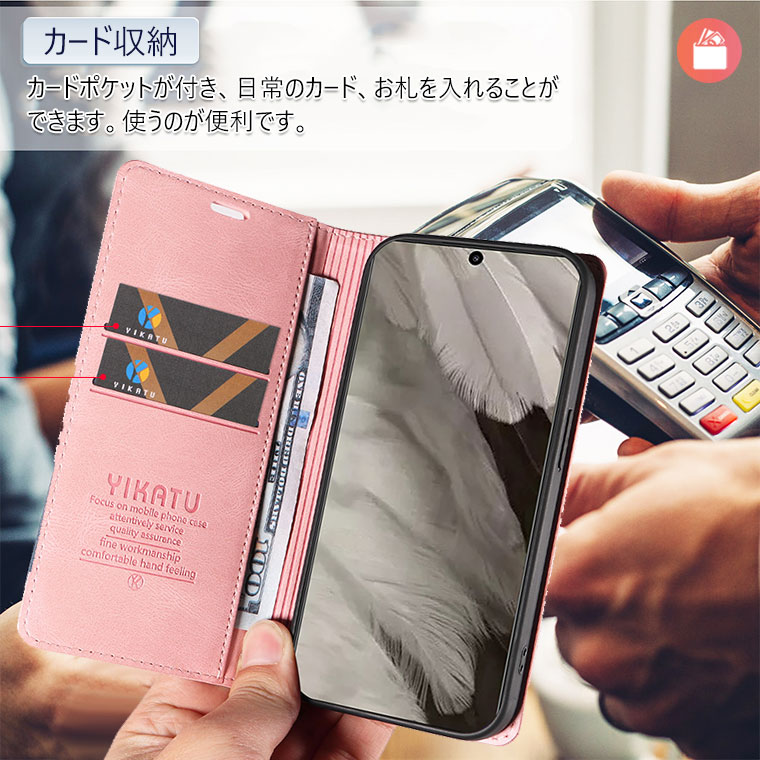 カード収納
カードポケットが付き、日常のカード、お札を入れることが
できます。使うのが便利です。
YIKATU
YIKATU
YIKATU
Focus on mobile phone case
attentively service
quality assurance
fine workmanship
comfortable hand feeling
100